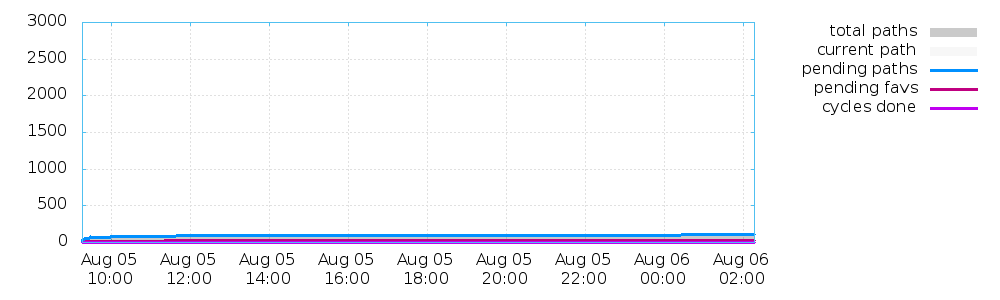 3000
2500
2000
1500
1000
500
0
Aug 05 Aug 05 Aug 05 Aug 05 Aug 05 Aug 05 Aug 05 Aug 06 Aug 06
10:00 12:00 14:00 16:00 18:00 20:00 22:00 00:00 02:00
total paths
current path
pending paths
pending favs
cycles done